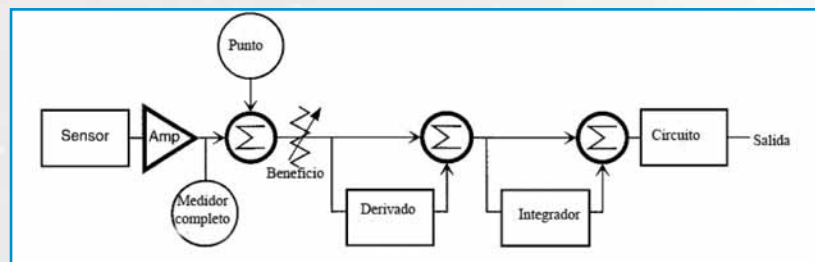 Punto
Sensor
Amp
Σ
Beneficio
Medidor
completo
Σ
Derivado
Σ
Integrador
Circuito
Salida